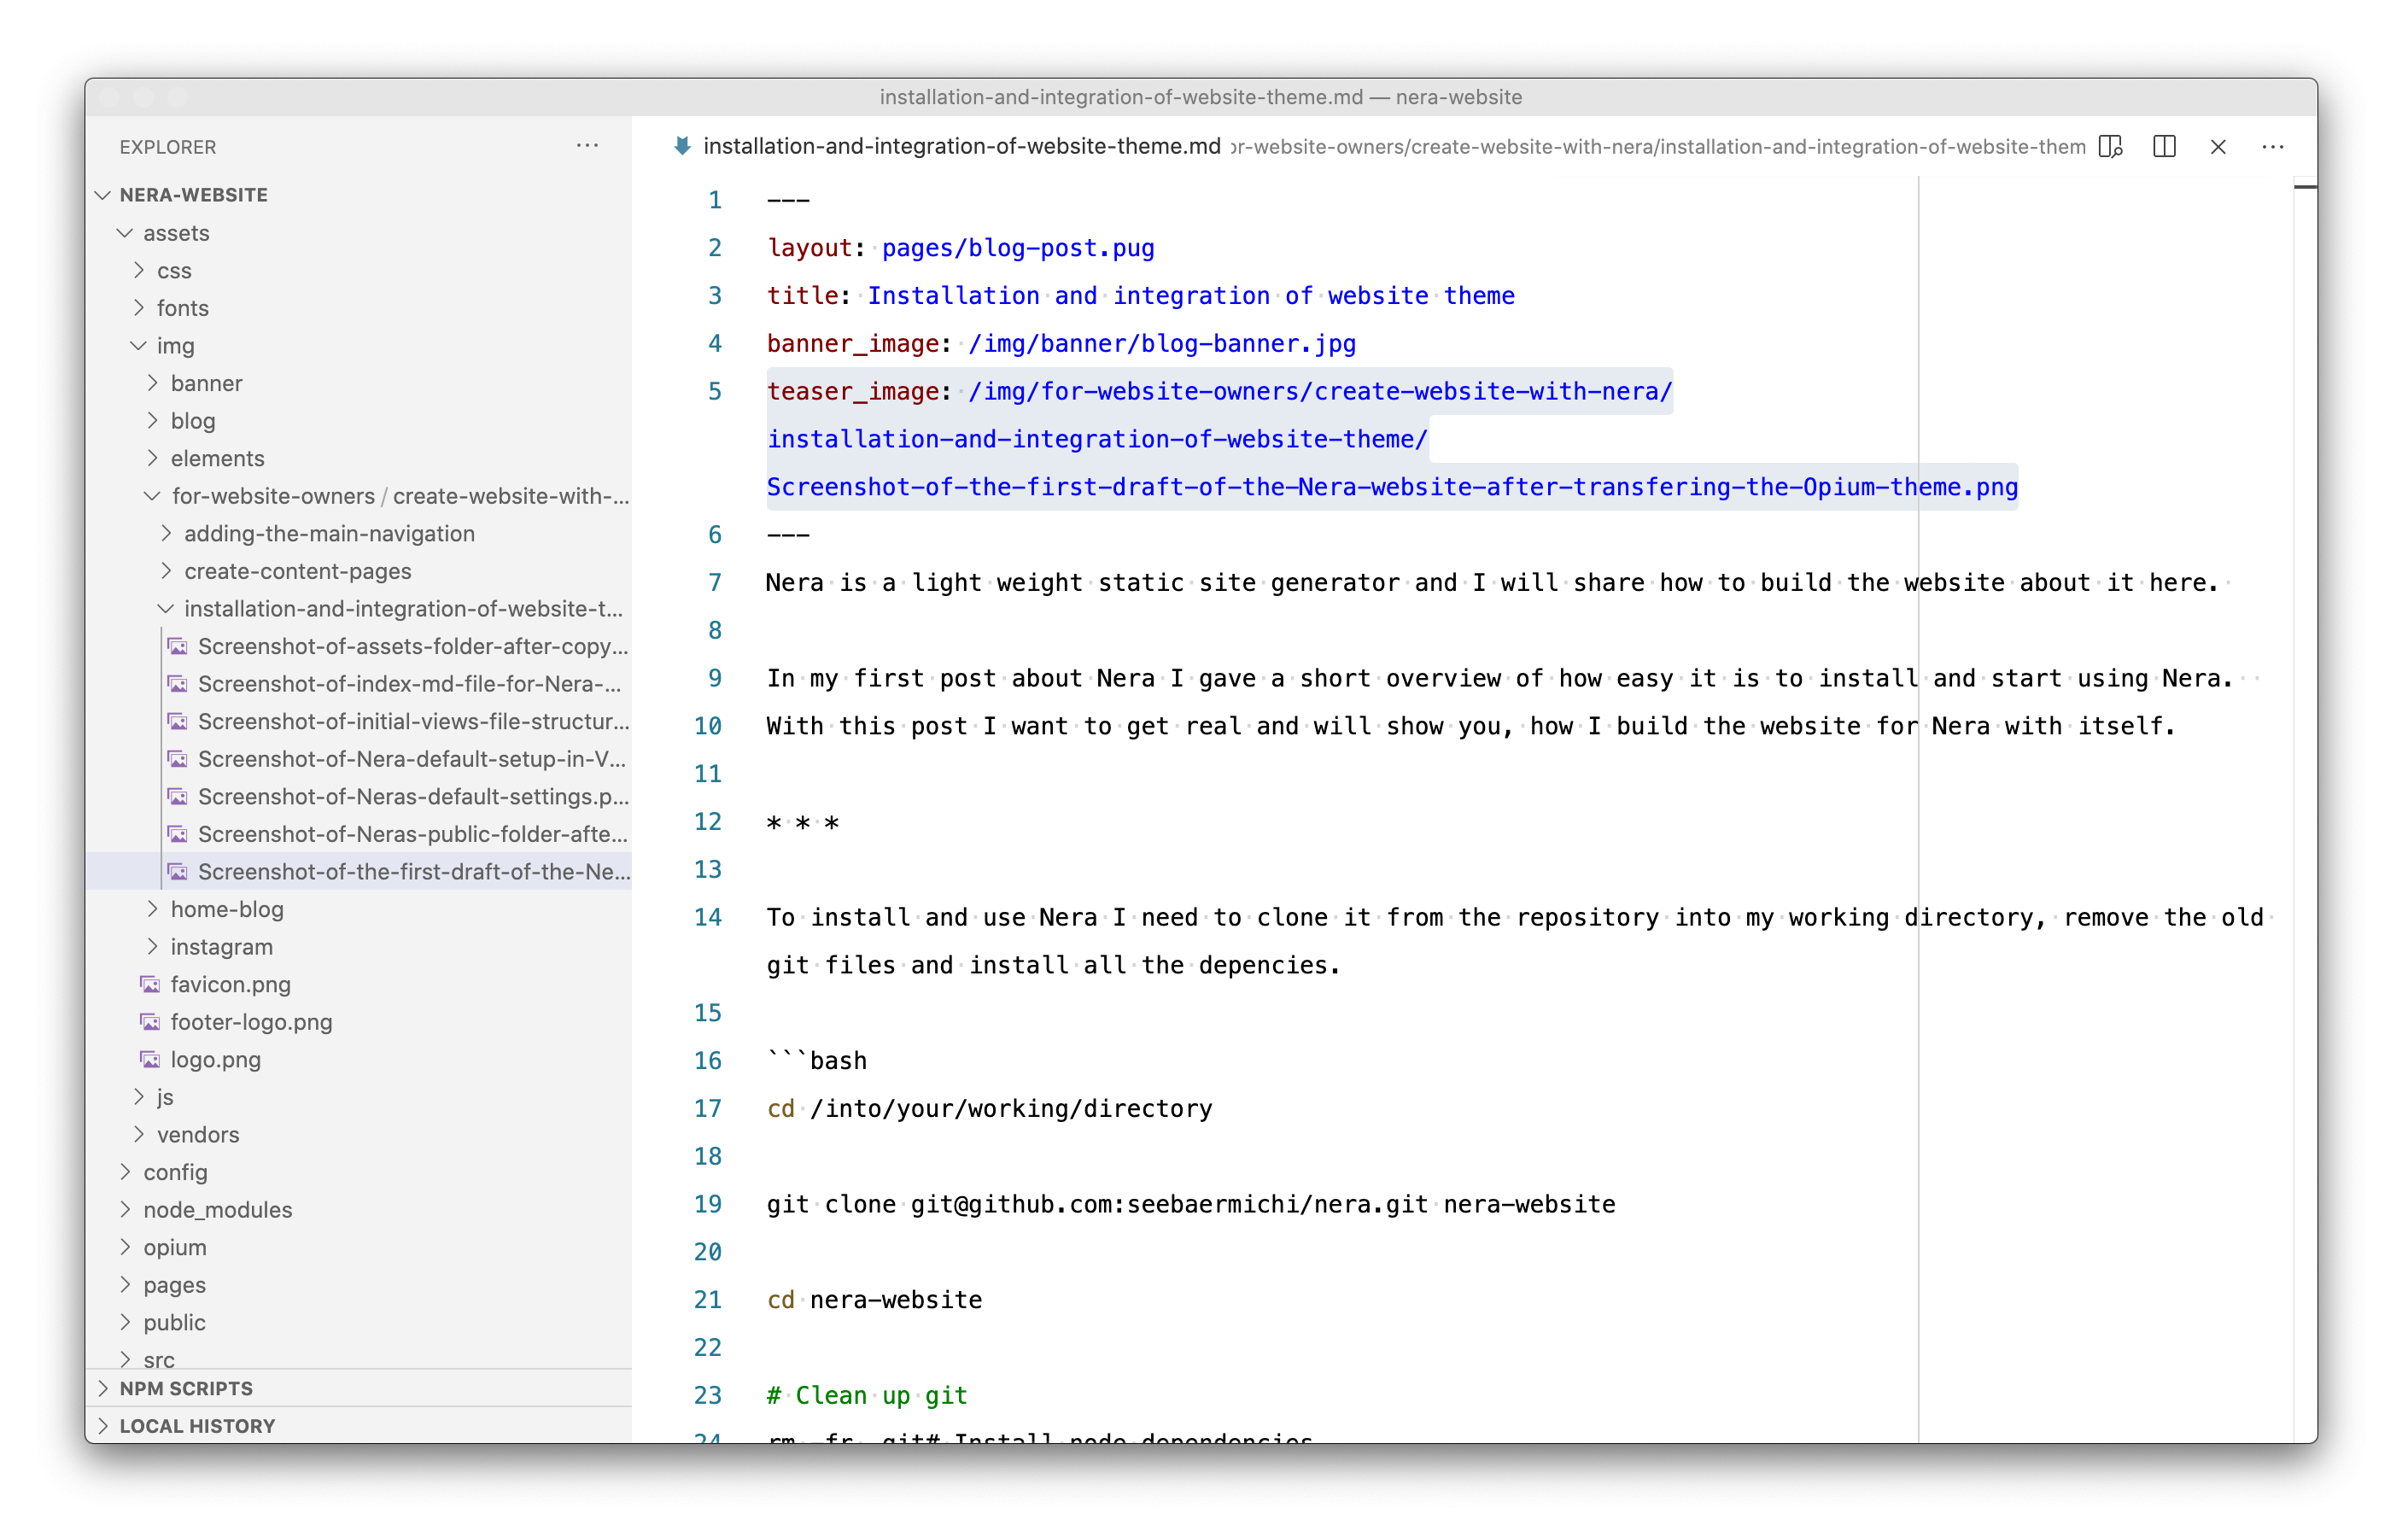 installation-and-integration-of-website-theme.md — nera-website
EXPLORER
NERA-WEBSITE
assets
css
fonts
img
banner
blog
elements
for-website-owners / create-website-with-...
adding-the-main-navigation
create-content-pages
installation-and-integration-of-website-t...
Screenshot-of-assets-folder-after-copy...
Screenshot-of-index-md-file-for-Nera-...
Screenshot-of-initial-views-file-structur...
Screenshot-of-Nera-default-setup-in-V...
Screenshot-of-Neras-default-settings.p...
Screenshot-of-Neras-public-folder-afte...
Screenshot-of-the-first-draft-of-the-Ne...
home-blog
instagram
favicon.png
footer-logo.png
logo.png
js
vendors
config
node_modules
opium
pages
public
src
NPM SCRIPTS
LOCAL HISTORY
installation-and-integration-of-website-theme.md or-website-owners/create-website-with-nera/installation-and-integration-of-website-them
1 ---
2 layout: pages/blog-post.pug
3 title: Installation and integration of website theme
4 banner_image: /img/banner/blog-banner.jpg
5 teaser_image: /img/for-website-owners/create-website-with-nera/
installation-and-integration-of-website-theme/
Screenshot-of-the-first-draft-of-the-Nera-website-after-transfering-the-Opium-theme.png
6 ---
7 Nera is a light weight static site generator and I will share how to build the website about it here.
8
9 In my first post about Nera I gave a short overview of how easy it is to install and start using Nera.
10 With this post I want to get real and will show you, how I build the website for Nera with itself.
11
12 * * *
13
14 To install and use Nera I need to clone it from the repository into my working directory, remove the old
git files and install all the depencies.
15
16 ```bash
17 cd /into/your/working/directory
18
19 git clone git@github.com:seebaermichi/nera.git nera-website
20
21 cd nera-website
22
23 # Clean up git
24 rm -fr .git# Install node dependencies